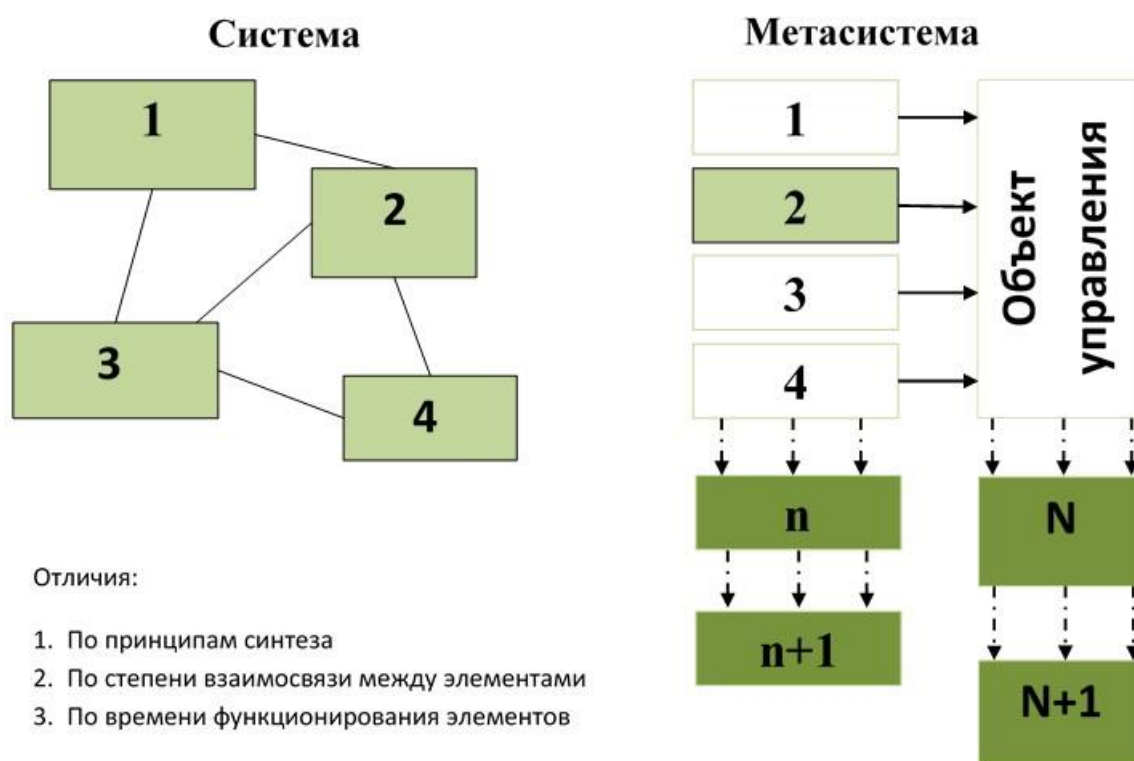 Система
1
2
3
4
Отличия:
1. По принципам синтеза
2. По степени взаимосвязи между элементами
3. По времени функционирования элементов
Метасистема
1
2
3
4
n
n+1
Объект
управления
N
N+1